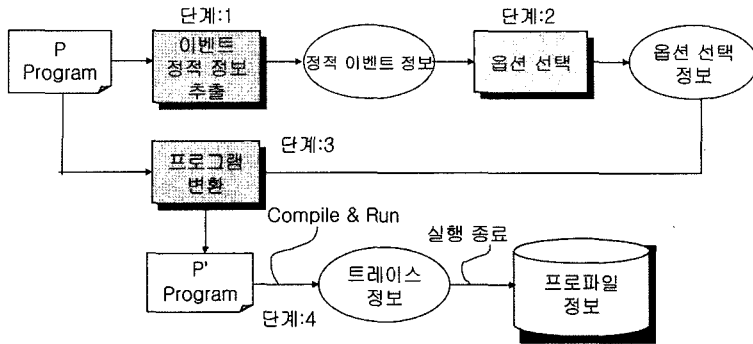 단계:1
단계:2
P
Program
이벤트
정적 정보
추출
정적 이벤트 정보
옵션 선택
옵션 선택
정보
단계:3
프로그램
변환
Compile & Run
실행 종료
P'
Program
트레이스
정보
프로파일
정보
단계:4